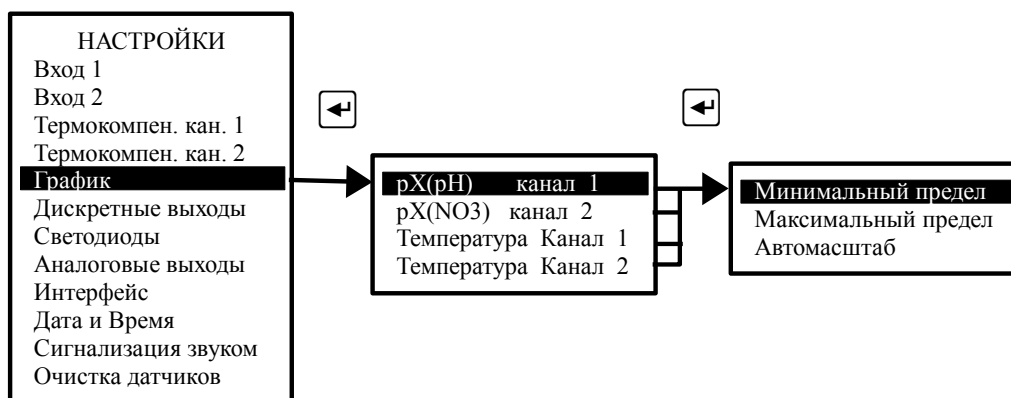 НАСТРОЙКИ
Вход 1
Вход 2
Термокомпен. кан. 1
Термокомпен. кан. 2
График
Дискретные выходы
Светодиоды
Аналоговые выходы
Интерфейс
Дата и Время
Сигнализация звуком
Очистка датчиков
pX(pH) канал 1
pX(NO3) канал 2
Температура Канал 1
Температура Канал 2
Минимальный предел
Максимальный предел
Автомасштаб